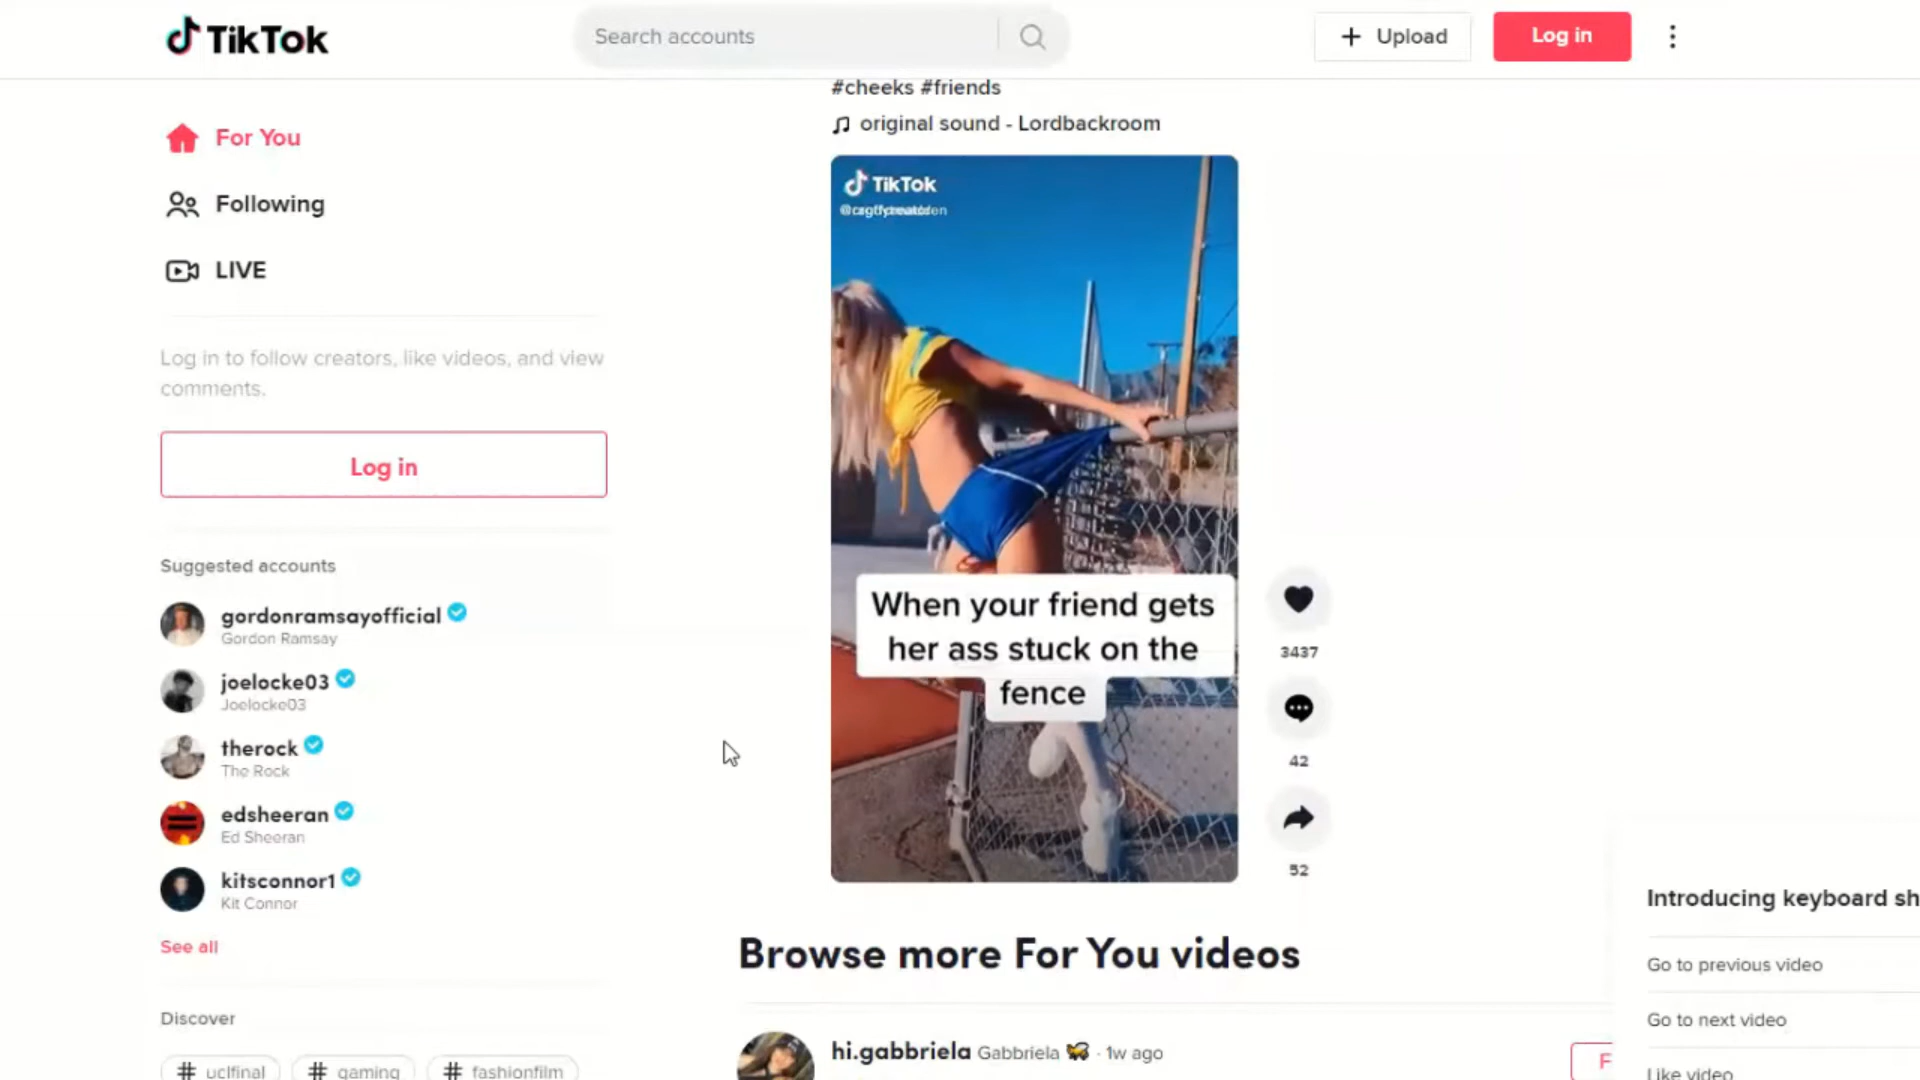 TikTok
Search accounts
Upload
Log in
#cheeks #friends
original sound - Lordbackroom
For You
Following
LIVE
Log in to follow creators, like videos, and view
comments.
Log in
Suggested accounts
gordonramsayofficial
Gordon Ramsay
joelocke03
Joelocke03
therock
The Rock
edsheeran
Ed Sheeran
kitsconnor1
Kit Connor
See all
Discover
# uclfinal
# gaming
# fashionfilm
TikTok
When your friend gets
her ass stuck on the
fence
3437
42
52
Browse more For You videos
hi.gabbriela Gabbriela · 1w ago
F
Introducing keyboard sh
Go to previous video
Go to next video
Like video